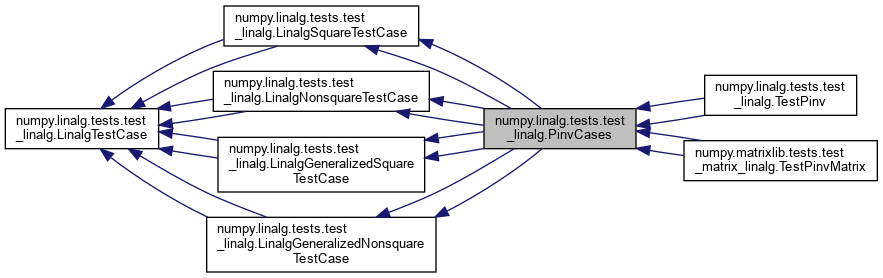 numpy.linalg.tests.test
_linalg.LinalgSquareTestCase
numpy.linalg.tests.test
_linalg.LinalgNonsquareTestCase
numpy.linalg.tests.test
_linalg.LinalgTestCase
numpy.linalg.tests.test
_linalg.LinalgGeneralizedSquare
TestCase
numpy.linalg.tests.test
_linalg.LinalgGeneralizedNonsquare
TestCase
numpy.linalg.tests.test
_linalg.PinvCases
numpy.linalg.tests.test
_linalg.TestPinv
numpy.matrixlib.tests.test
_matrix_linalg.TestPinvMatrix